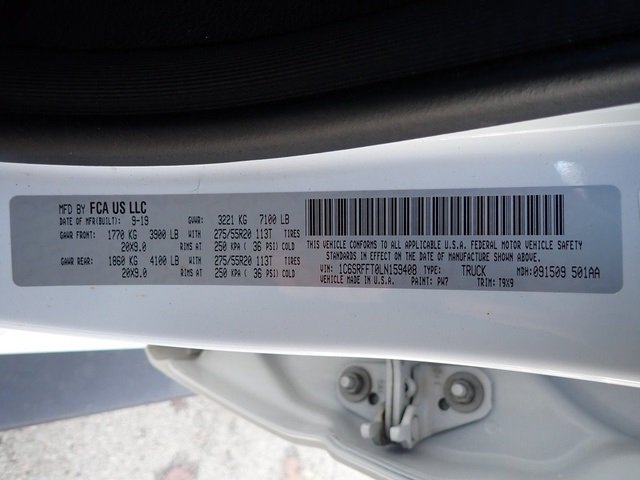 MFD BY FCA US LLC
DATE OF MFR(BUILT): 9-19 GVWR: 3221 KG 7100 LB
GAWR FRONT: 1770 KG 3900 LB WITH 275/55R20 113T TIRES
20X9.0 RIMS AT 250 KPA ( 36 PSI) COLD
GAWR REAR: 1860 KG 4100 LB WITH 275/55R20 113T TIRES
20X9.0 RIMS AT 250 KPA ( 36 PSI) COLD
THIS VEHICLE CONFORMS TO ALL APPLICABLE U.S.A. FEDERAL MOTOR VEHICLE SAFETY
STANDARDS IN EFFECT ON THE DATE OF MANUFACTURE SHOWN ABOVE.
VIN: 1C6SRFFT0LN159408 TYPE: TRUCK MDH: 091509 501AA
VEHICLE MADE IN U.S.A. PAINT: PW7 TRIM: T9X9